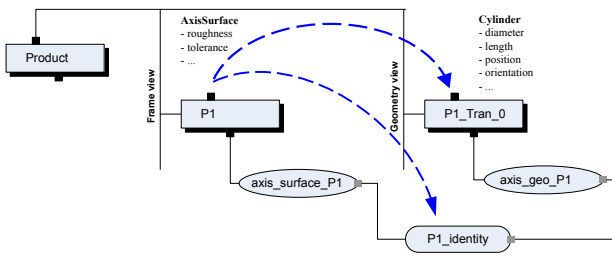 AxisSurface
- roughness
- tolerance
- ...
Cylinder
- diameter
- length
- position
- orientation
- ...
Product
Frame view
P1
Geometry view
P1_Tran_0
axis_surface_P1
axis_geo_P1
P1_identity